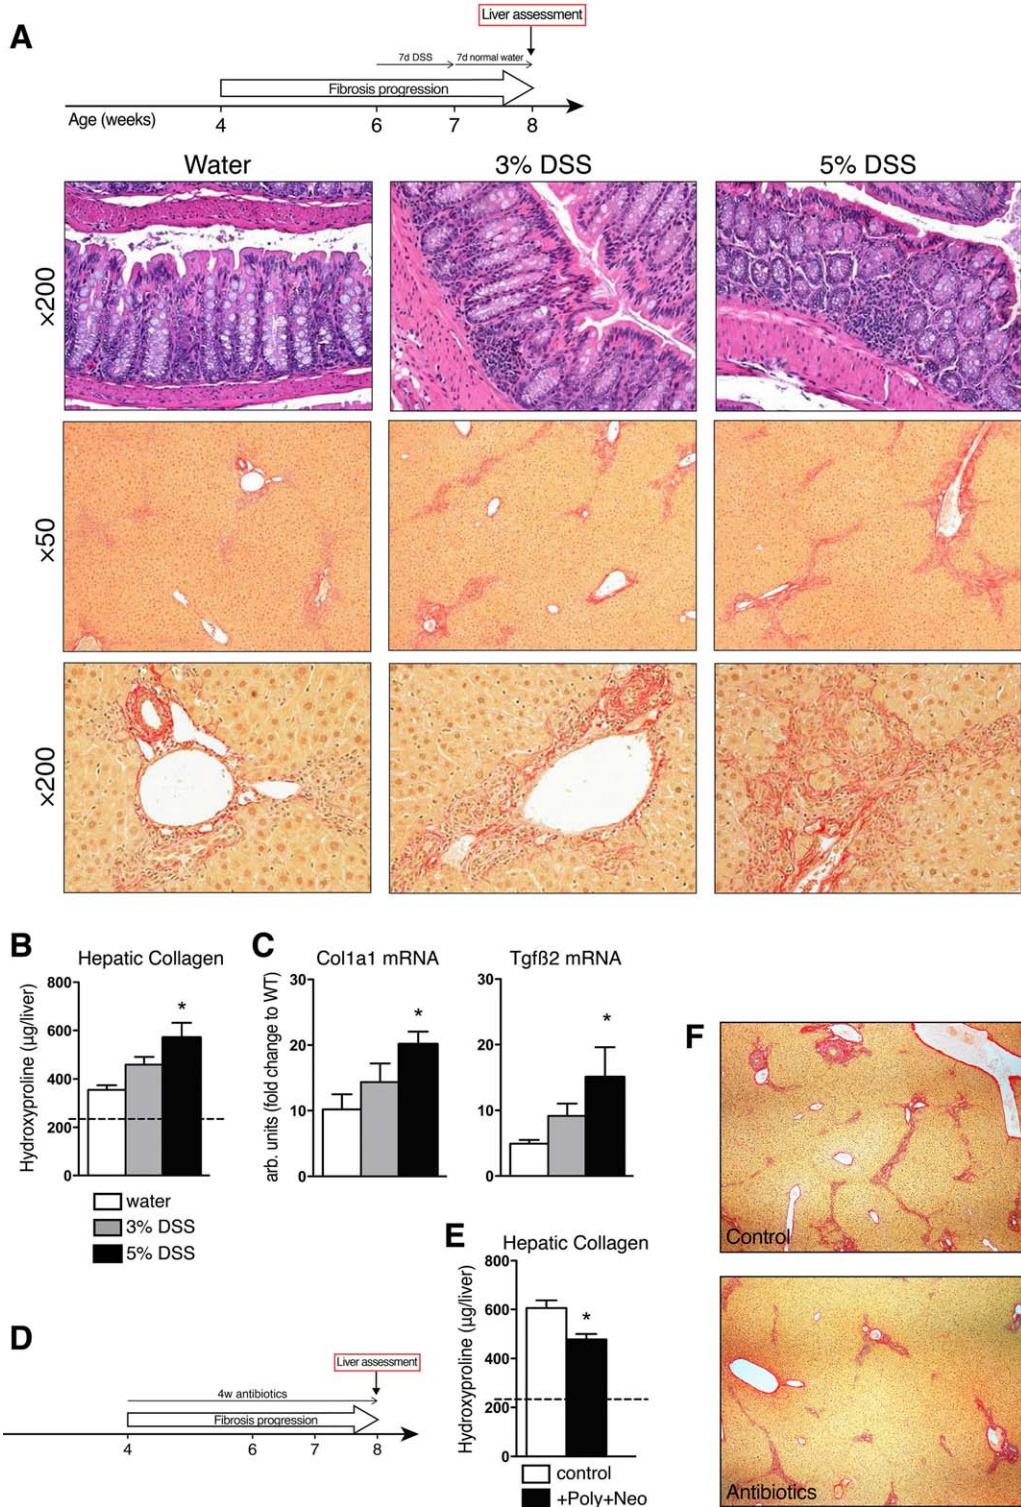 A
Liver assessment
7d DSS
7d normal water
Fibrosis progression
Age (weeks)
4
6
7
8
Water
3% DSS
5% DSS
×200
×50
×200
B
Hepatic Collagen
Hydroxyproline (µg/liver)
800
600
400
200
0
*
water
3% DSS
5% DSS
C
Col1a1 mRNA
arb. units (fold change to WT)
30
20
10
0
*
Tgfß2 mRNA
30
20
10
0
*
D
Liver assessment
4w antibiotics
Fibrosis progression
4
6
7
8
E
Hepatic Collagen
Hydroxyproline (µg/liver)
800
600
400
200
0
*
control
+Poly+Neo
F
Control
Antibiotics